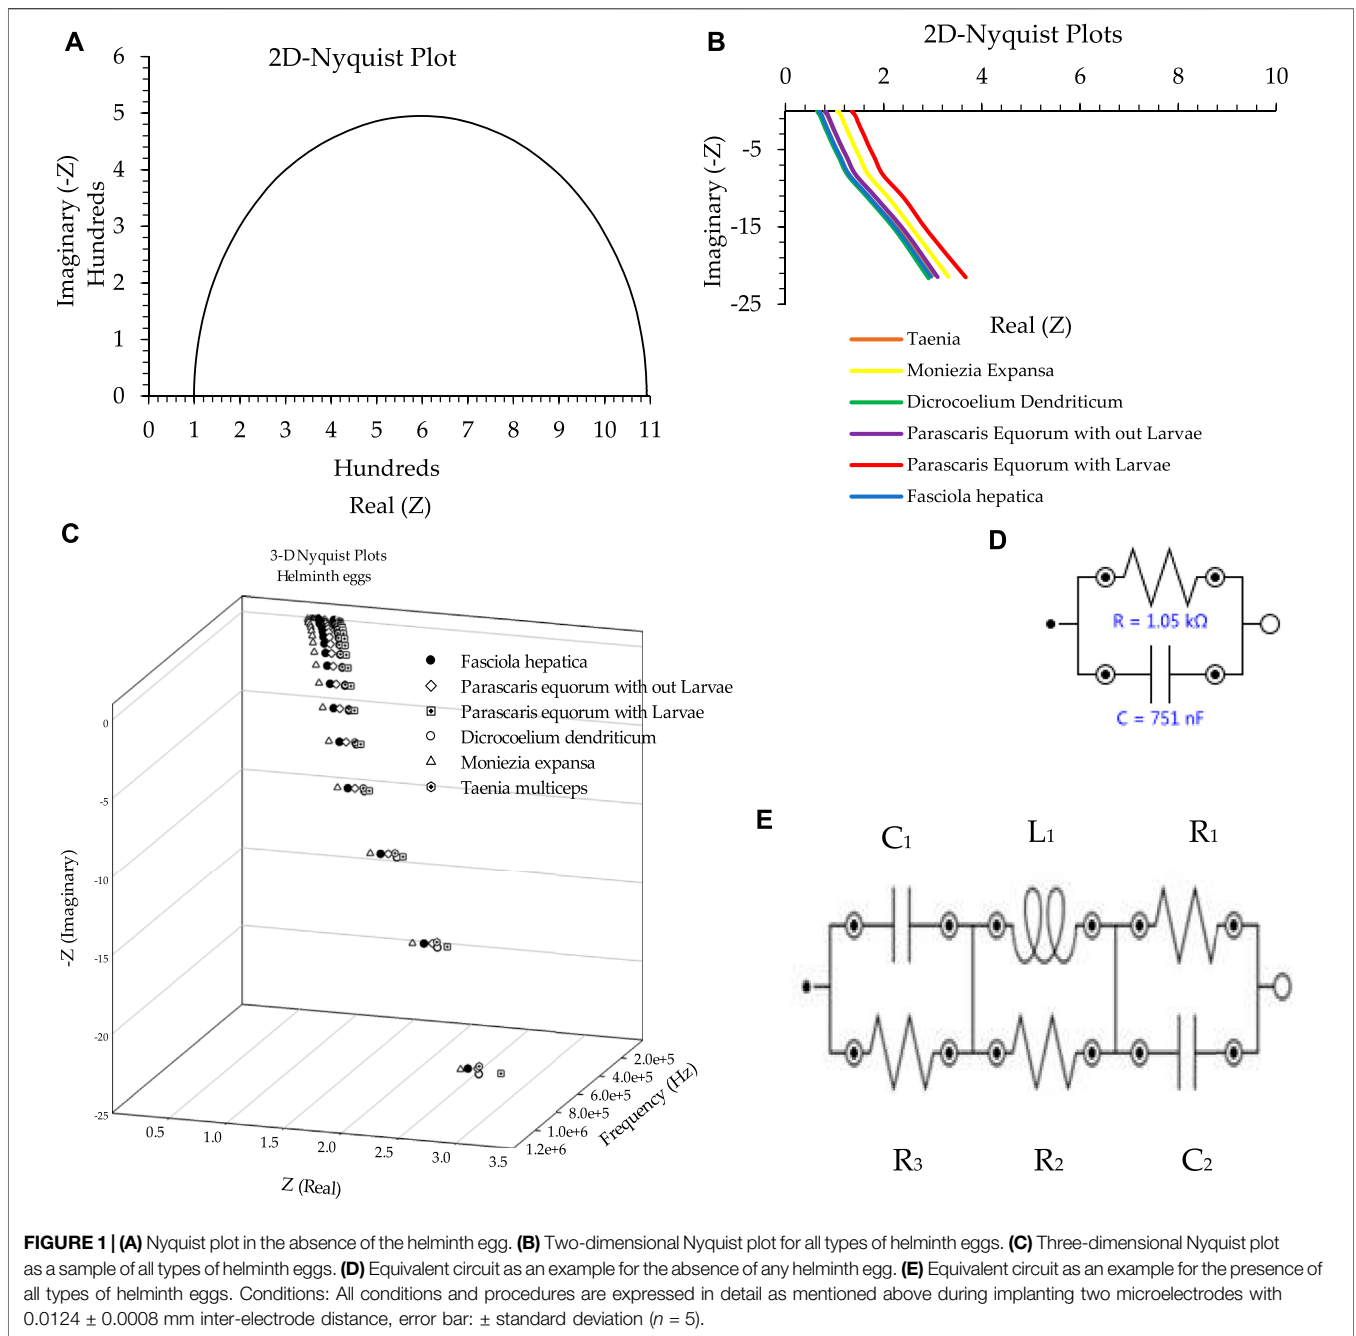 A
2D-Nyquist Plot
6
5
4
3
2
1
0
Imaginary (-Z)
Hundreds
0 1 2 3 4 5 6 7 8 9 10 11
Hundreds
Real (Z)
B
2D-Nyquist Plots
0 2 4 6 8 10
-5
-15
-25
Imaginary (-Z)
Real (Z)
Taenia
Moniezia Expansa
Dicrocoelium Dendriticum
Parascaris Equorum with out Larvae
Parascaris Equorum with Larvae
Fasciola hepatica
C
3-D Nyquist Plots
Helminth eggs
Fasciola hepatica
Parascaris equorum with out Larvae
Parascaris equorum with Larvae
Dicrocoelium dendriticum
Moniezia expansa
Taenia multiceps
0
-5
-10
-15
-20
-25
-Z (Imaginary)
0.5 1.0 1.5 2.0 2.5 3.0 3.5
Z (Real)
2.0e+5
4.0e+5
6.0e+5
8.0e+5
1.0e+6
1.2e+6
Frequency (Hz)
D
R = 1.05 kΩ
C = 751 nF
E
C1 L1 R1
R3 R2 C2
FIGURE 1 | (A) Nyquist plot in the absence of the helminth egg. (B) Two-dimensional Nyquist plot for all types of helminth eggs. (C) Three-dimensional Nyquist plot
as a sample of all types of helminth eggs. (D) Equivalent circuit as an example for the absence of any helminth egg. (E) Equivalent circuit as an example for the presence of
all types of helminth eggs. Conditions: All conditions and procedures are expressed in detail as mentioned above during implanting two microelectrodes with
0.0124 ± 0.0008 mm inter-electrode distance, error bar: ± standard deviation (n = 5).